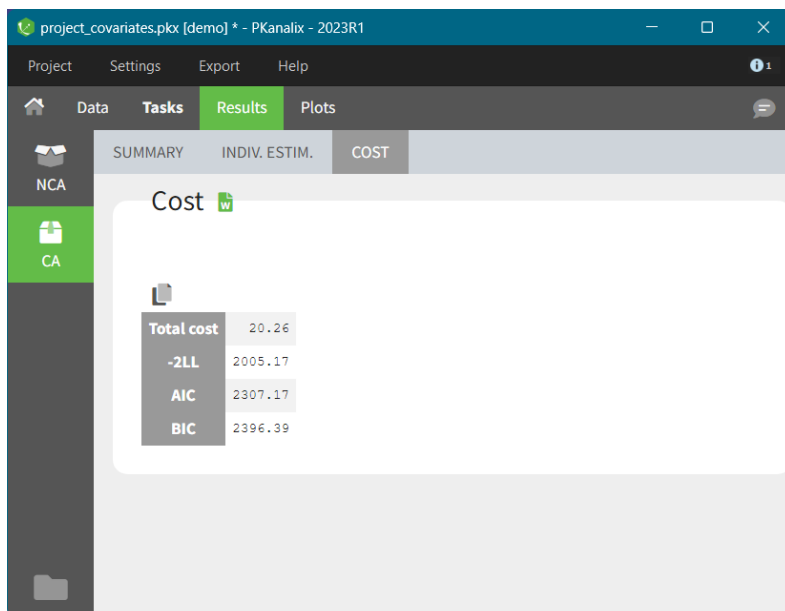 project_covariates.pkx [demo] * - PKanalix - 2023R1
Project Settings Export Help 1
Data Tasks Results Plots
NCA
CA
SUMMARY INDIV. ESTIM. COST
Cost W
Total cost 20.26
-2LL 2005.17
AIC 2307.17
BIC 2396.39